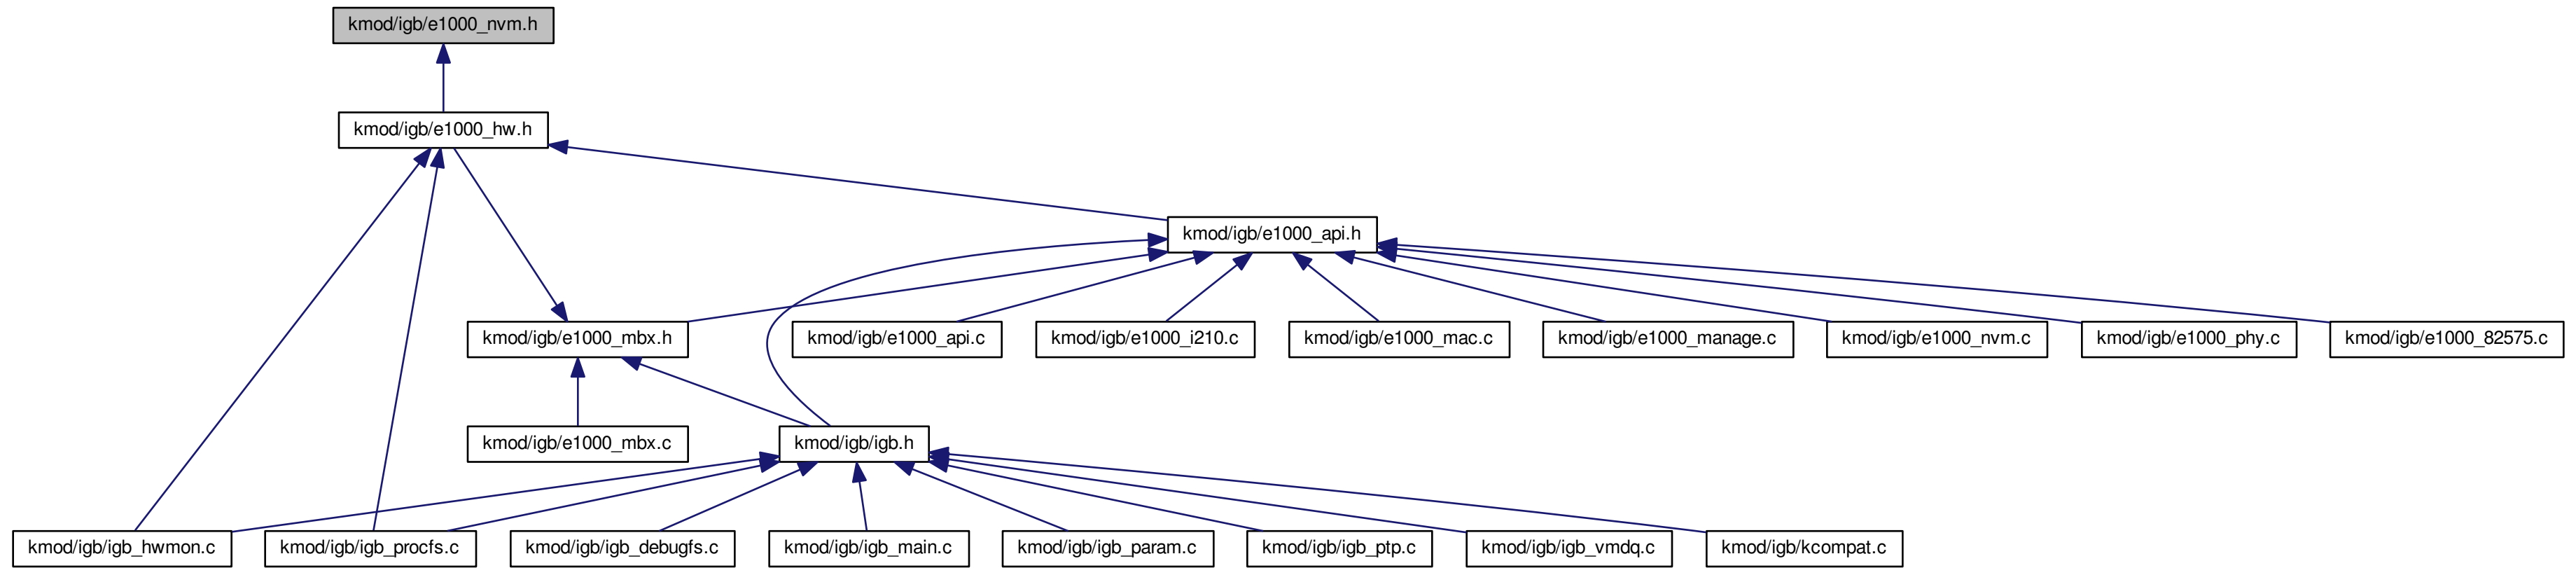 kmod/igb/e1000_nvm.h
kmod/igb/e1000_hw.h
kmod/igb/e1000_api.h
kmod/igb/e1000_mbx.h
kmod/igb/e1000_api.c
kmod/igb/e1000_i210.c
kmod/igb/e1000_mac.c
kmod/igb/e1000_manage.c
kmod/igb/e1000_nvm.c
kmod/igb/e1000_phy.c
kmod/igb/e1000_82575.c
kmod/igb/e1000_mbx.c
kmod/igb/igb.h
kmod/igb/igb_hwmon.c
kmod/igb/igb_procfs.c
kmod/igb/igb_debugfs.c
kmod/igb/igb_main.c
kmod/igb/igb_param.c
kmod/igb/igb_ptp.c
kmod/igb/igb_vmdq.c
kmod/igb/kcompat.c